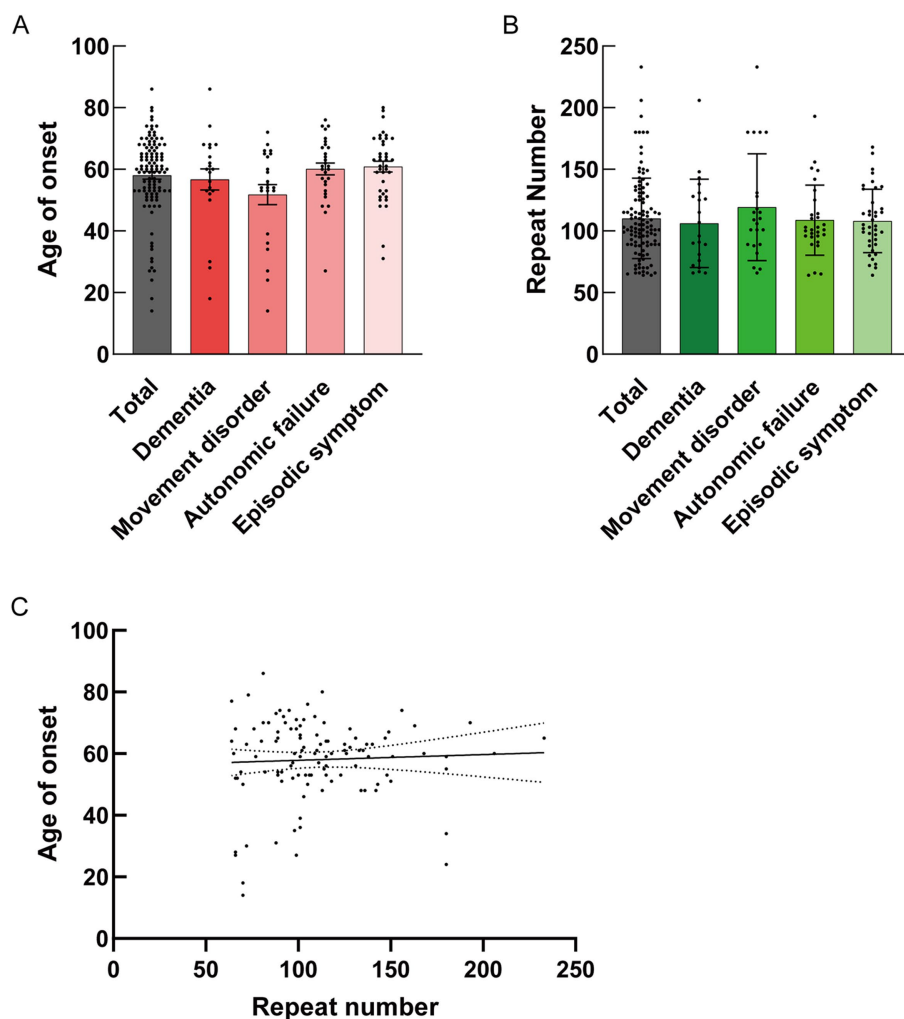 A
Age of onset
100
80
60
40
20
0
Total
Dementia
Movement disorder
Autonomic failure
Episodic symptom
B
Repeat Number
250
200
150
100
50
0
Total
Dementia
Movement disorder
Autonomic failure
Episodic symptom
C
Age of onset
100
80
60
40
20
0
0 50 100 150 200 250
Repeat number